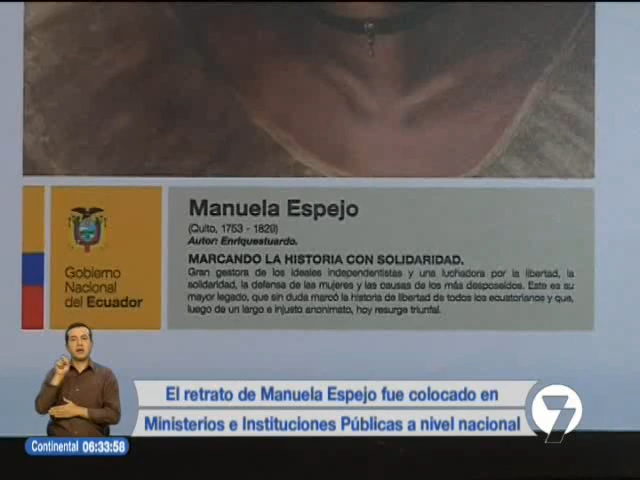 Manuela Espejo
(Quito, 1753 - 1829)
Autor: Enriquestuardo.
MARCANDO LA HISTORIA CON SOLIDARIDAD.
Gran gestora de los ideales independentistas y una luchadora por la libertad, la
solidaridad, la defensa de las mujeres y las causas de los más desposeídos. Este es su
mayor legado, que sin duda marcó la historia de libertad de todos los ecuatorianos y que,
luego de un largo e injusto anonimato, hoy resurge triunfal.
Gobierno
Nacional
del Ecuador
El retrato de Manuela Espejo fue colocado en
Ministerios e Instituciones Públicas a nivel nacional
7
Continental 06:33:58